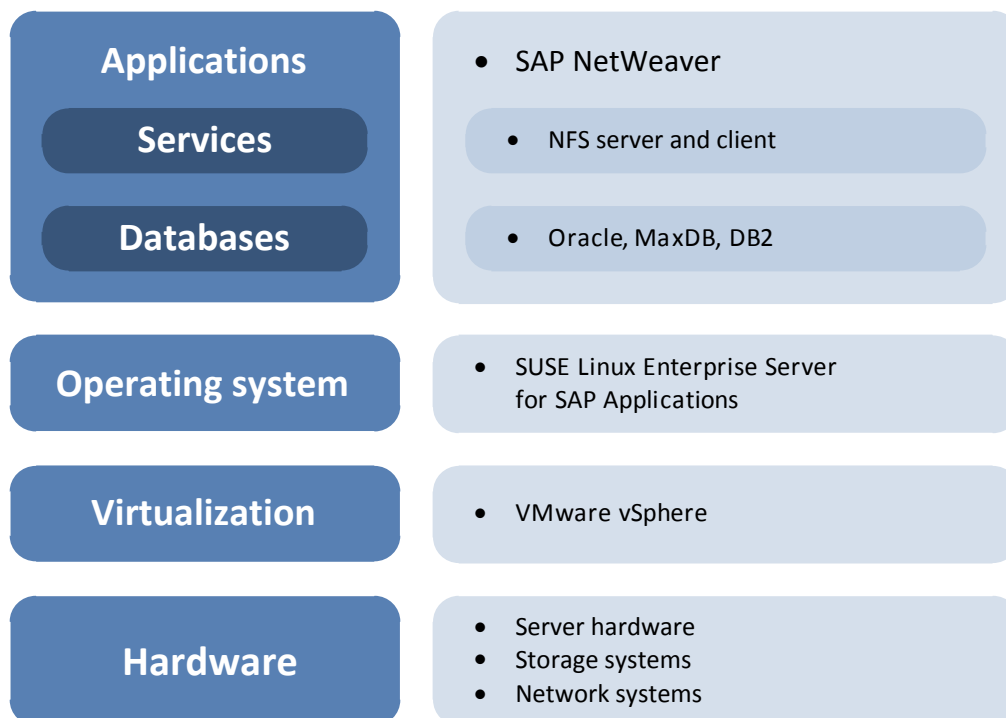 Applications
• SAP NetWeaver
Services
• NFS server and client
Databases
• Oracle, MaxDB, DB2
Operating system
• SUSE Linux Enterprise Server
for SAP Applications
Virtualization
• VMware vSphere
Hardware
• Server hardware
• Storage systems
• Network systems